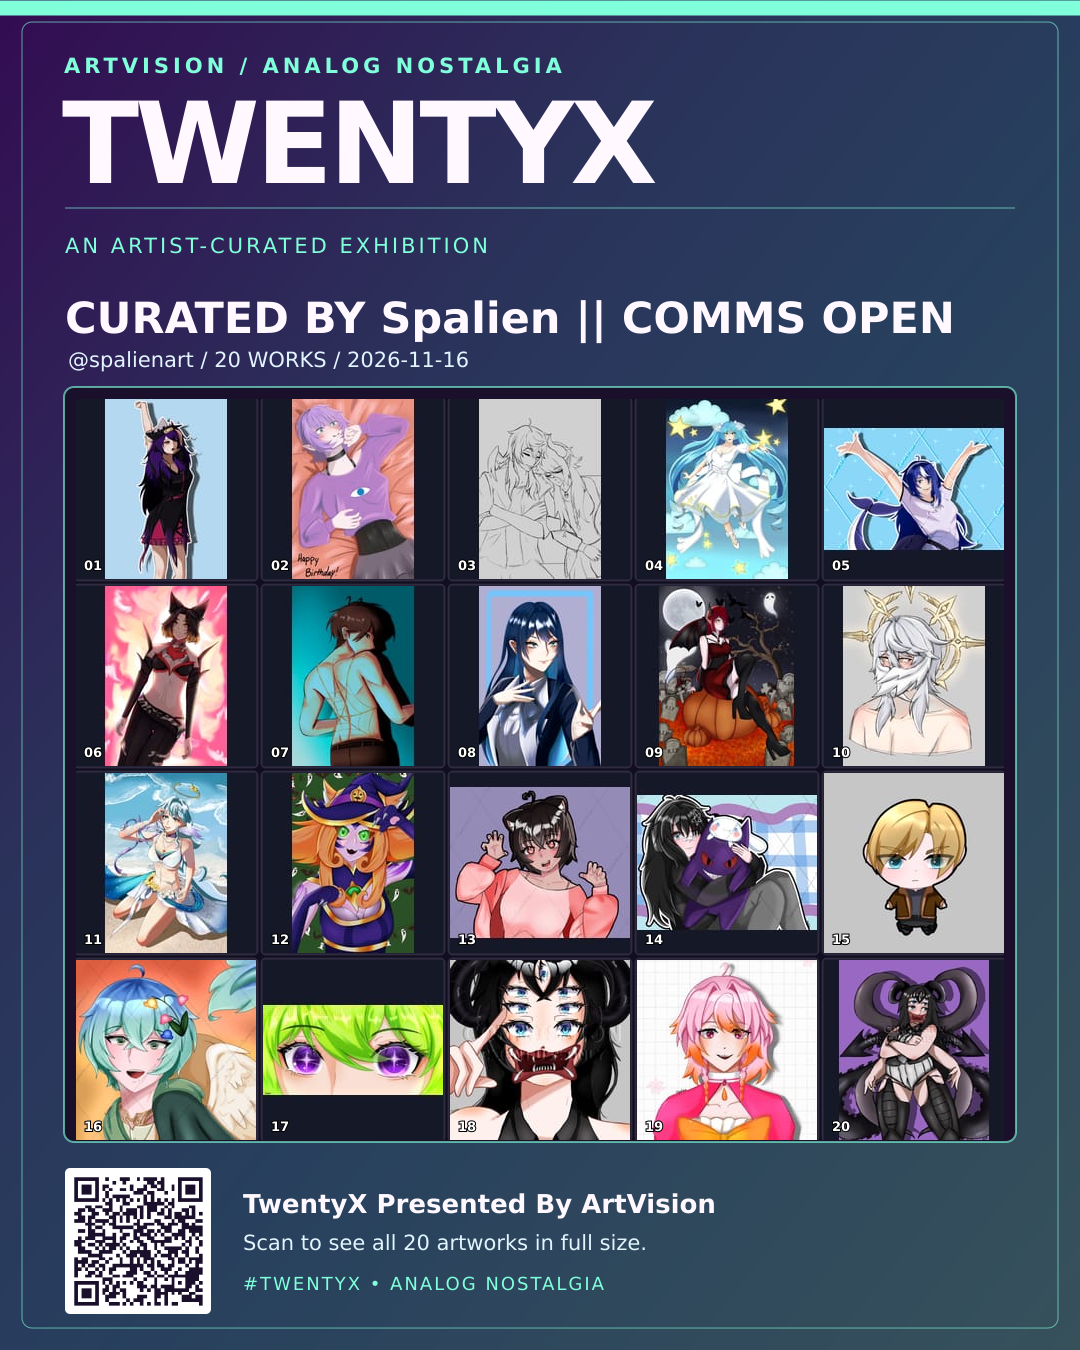 ARTVISION / ANALOG NOSTALGIA
TWENTYX
AN ARTIST-CURATED EXHIBITION
CURATED BY Spalien || COMMS OPEN
@spalienart / 20 WORKS / 2026-11-16
01
02
Happy
Birthday!
03
04
05
06
07
08
09
10
11
12
13
14
15
16
17
18
19
20
TwentyX Presented By ArtVision
Scan to see all 20 artworks in full size.
#TWENTYX • ANALOG NOSTALGIA